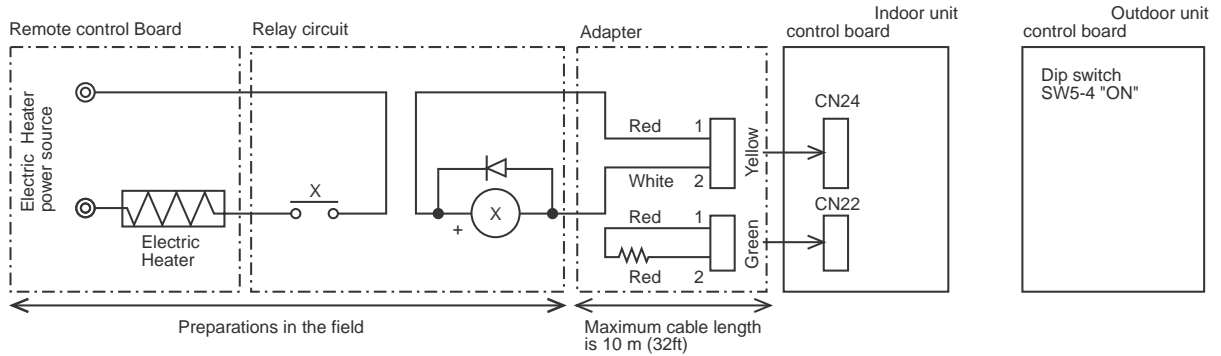 Remote control Board
Relay circuit
Adapter
Indoor unit
control board
Outdoor unit
control board
Electric Heater
power source
Electric
Heater
X
X
+
Red 1
White 2
Yellow
Red 1
Red 2
Green
CN24
CN22
Dip switch
SW5-4 "ON"
Preparations in the field
Maximum cable length
is 10 m (32ft)